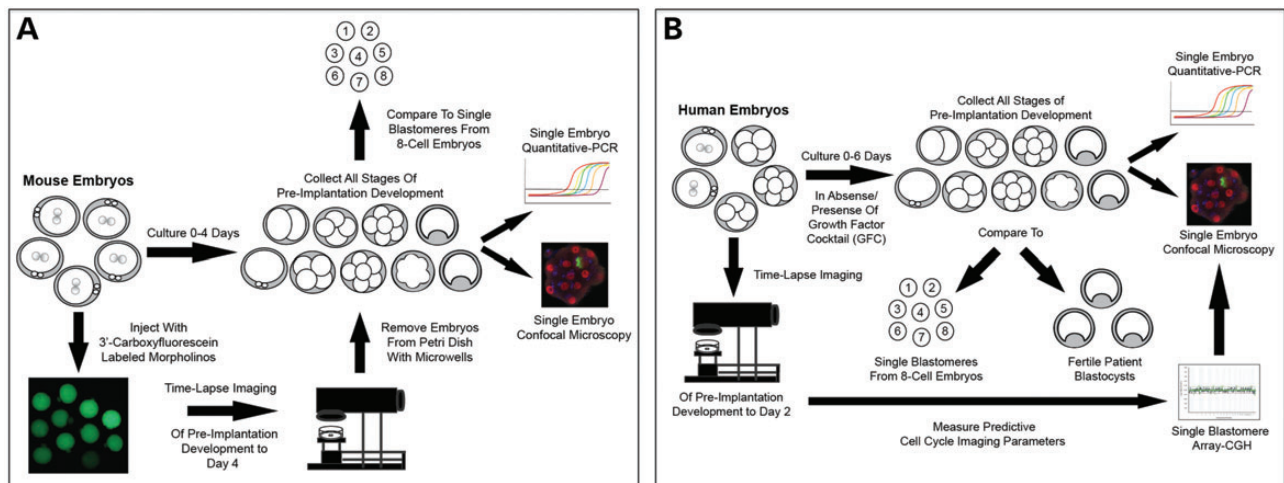 A
1 2
3 4 5
6 7 8
Compare To Single
Blastomeres From
8-Cell Embryos
Single Embryo
Quantitative-PCR
Mouse Embryos
Collect All Stages Of
Pre-Implantation Development
Culture 0-4 Days
Single Embryo
Confocal Microscopy
Inject With
3'-Carboxyfluorescein
Labeled Morpholinos
Remove Embryos
From Petri Dish
With Microwells
Time-Lapse Imaging
Of Pre-Implantation
Development to
Day 4
B
Single Embryo
Quantitative-PCR
Human Embryos
Collect All Stages of
Pre-Implantation Development
Culture 0-6 Days
In Absense/
Presense Of
Growth Factor
Cocktail (GFC)
Single Embryo
Confocal Microscopy
Compare To
Time-Lapse Imaging
1 2
3 4 5
6 7 8
Single Blastomeres
From 8-Cell Embryos
Fertile Patient
Blastocysts
Of Pre-Implantation
Development to Day 2
Measure Predictive
Cell Cycle Imaging Parameters
Single Blastomere
Array-CGH